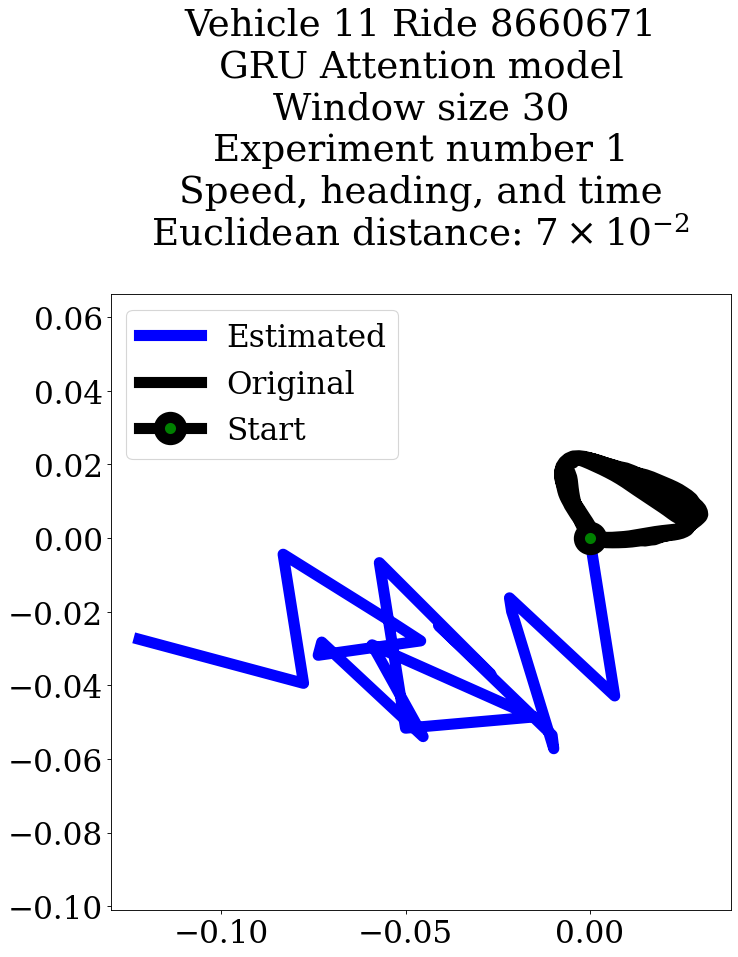 Vehicle 11 Ride 8660671
GRU Attention model
Window size 30
Experiment number 1
Speed, heading, and time
Euclidean distance: 7 × 10⁻²
Estimated
Original
Start
0.06
0.04
0.02
0.00
−0.02
−0.04
−0.06
−0.08
−0.10
−0.10 −0.05 0.00